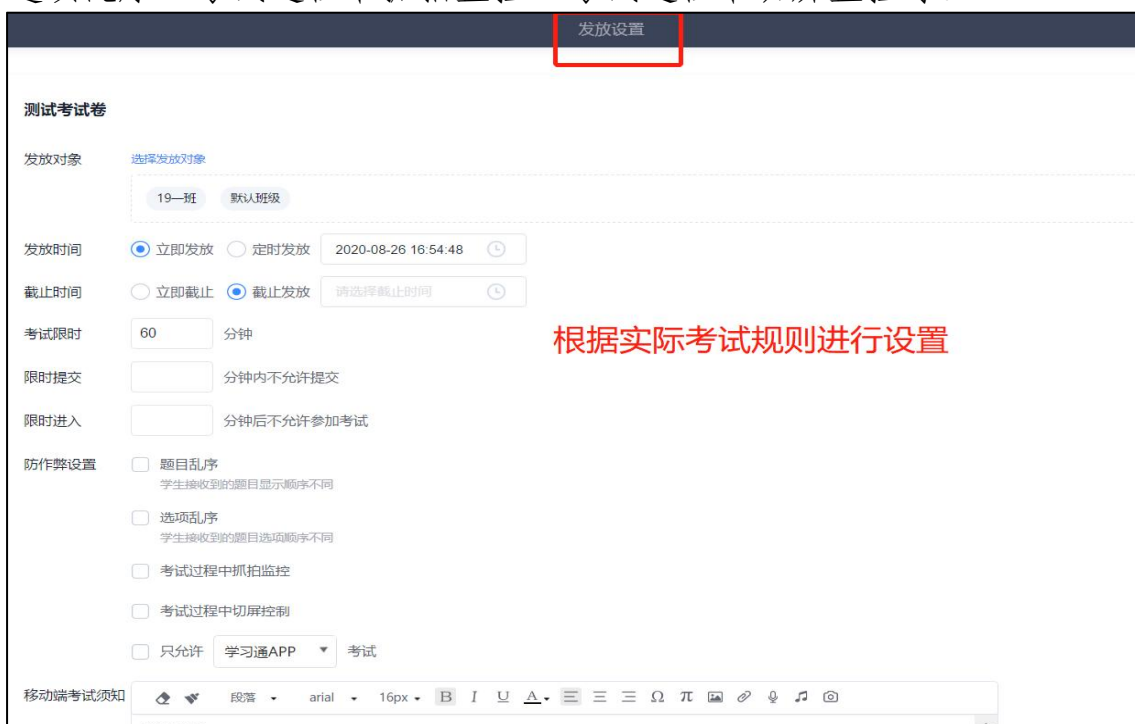 发放设置
测试考试卷
发放对象 选择发放对象
19—班 默认班级
发放时间 立即发放 定时发放 2020-08-26 16:54:48
截止时间 立即截止 截止发放 请选择截止时间
考试限时 60 分钟
根据实际考试规则进行设置
限时提交 分钟内不允许提交
限时进入 分钟后不允许参加考试
防作弊设置 题目乱序
学生接收到的题目显示顺序不同
选项乱序
学生接收到的题目选项顺序不同
考试过程中抓拍监控
考试过程中切屏控制
只允许 学习通APP 考试
移动端考试须知 段落 arial 16px B I U A Ω π